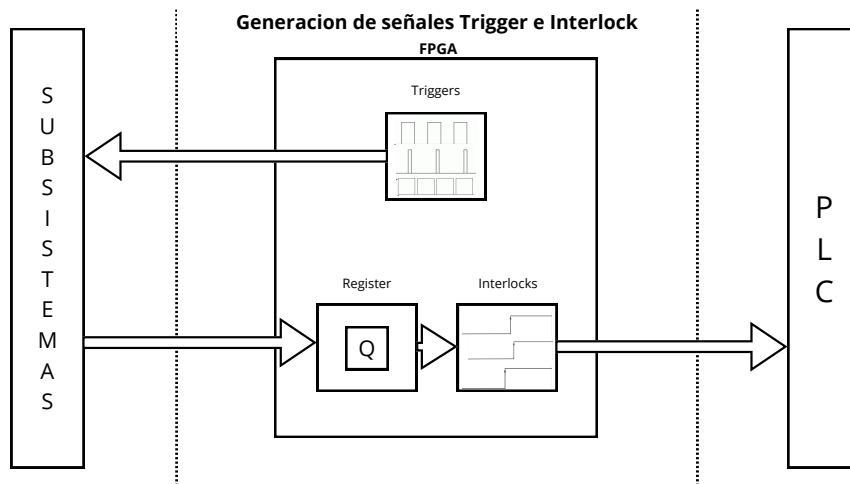 Generacion de señales Trigger e Interlock
FPGA
S
U
B
S
I
S
T
E
M
A
S
Triggers
Register
Q
Interlocks
P
L
C